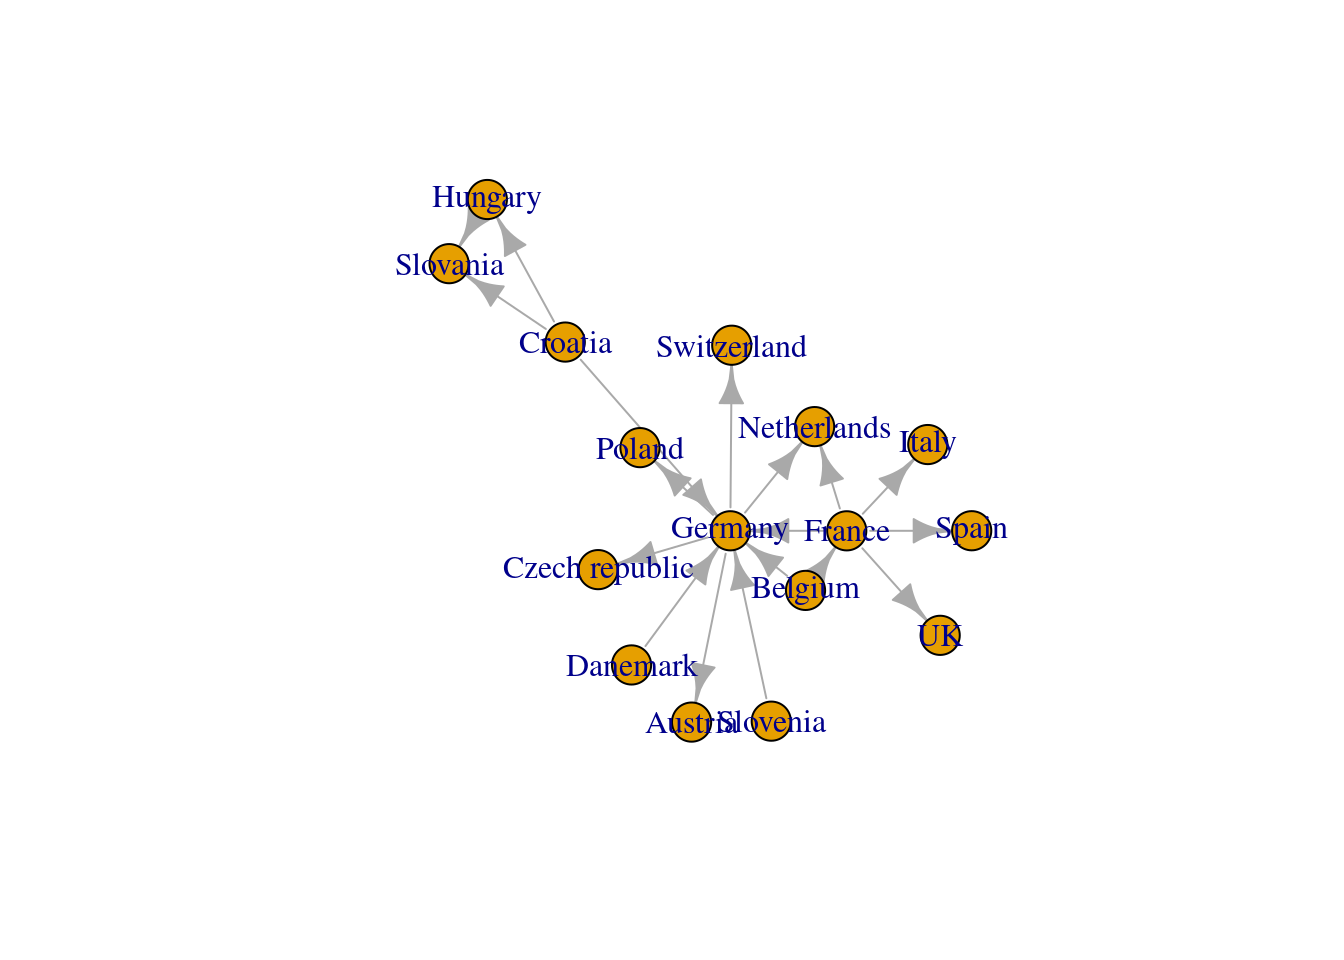 Hungary
Slovania
Croatia
Switzerland
Netherlands
Italy
Poland
Germany
France
Spain
Czech republic
Belgium
UK
Danemark
Austria
Slovenia